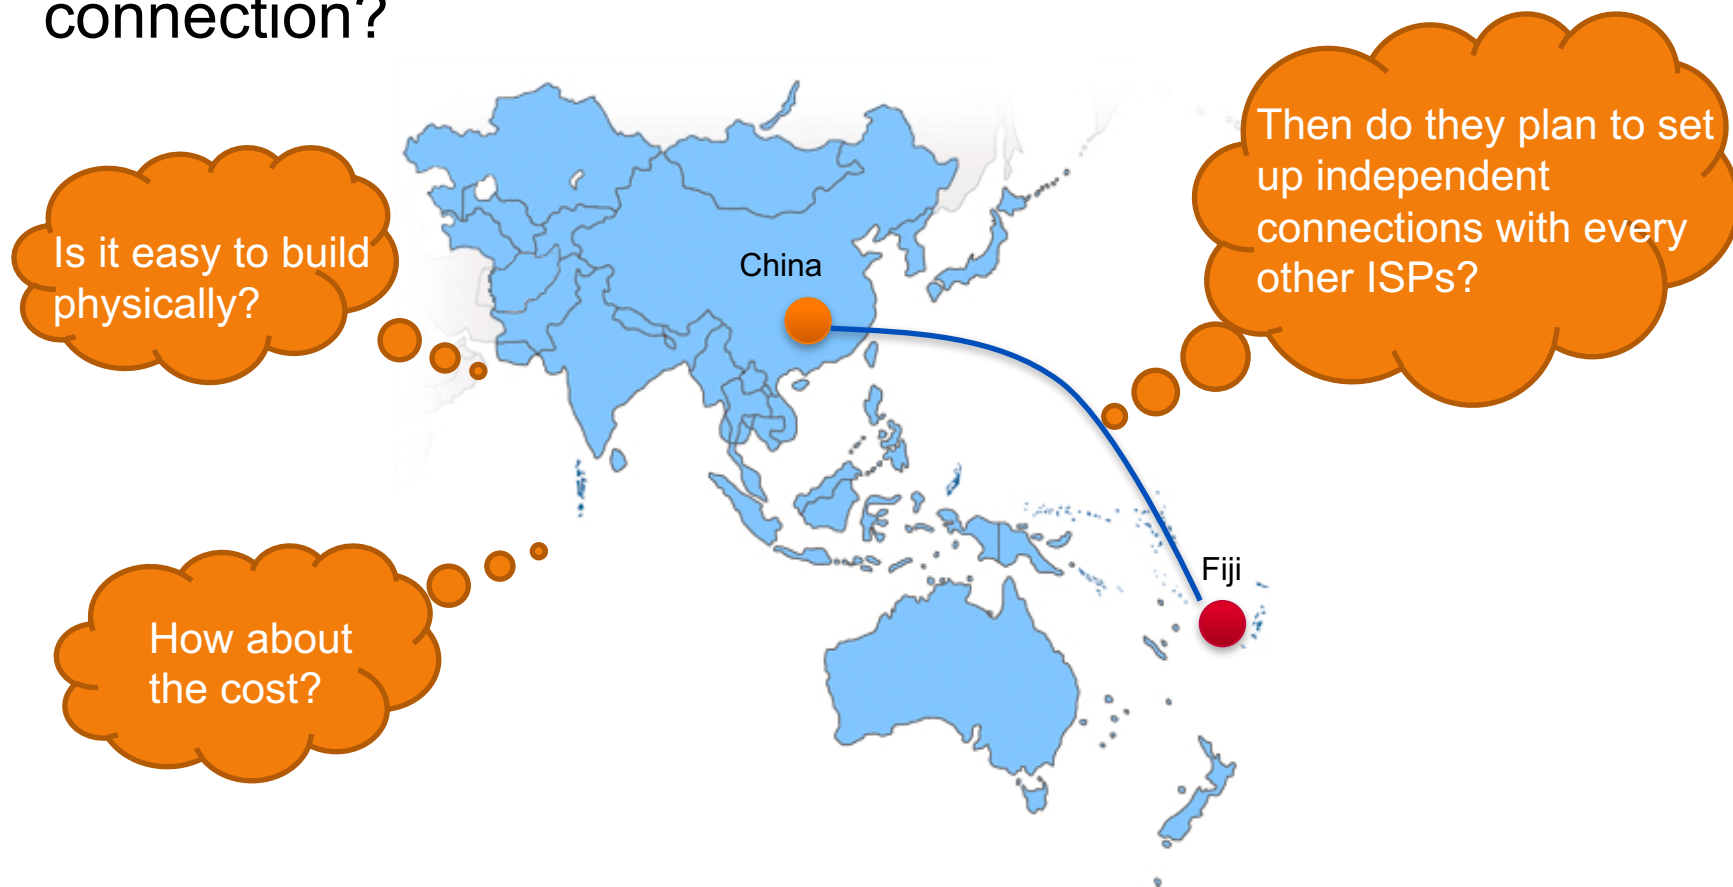 connection?
Then do they plan to set
up independent
connections with every
other ISPs?
Is it easy to build
physically?
China
Fiji
How about
the cost?